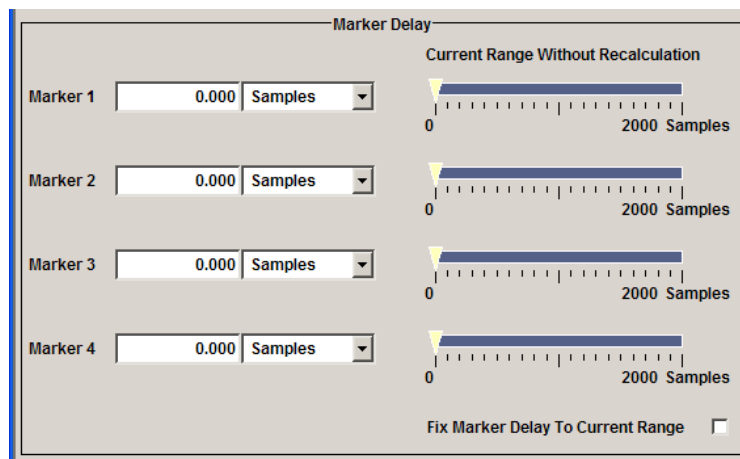 Marker Delay
Current Range Without Recalculation
Marker 1 0.000 Samples
0 2000 Samples
Marker 2 0.000 Samples
0 2000 Samples
Marker 3 0.000 Samples
0 2000 Samples
Marker 4 0.000 Samples
0 2000 Samples
Fix Marker Delay To Current Range